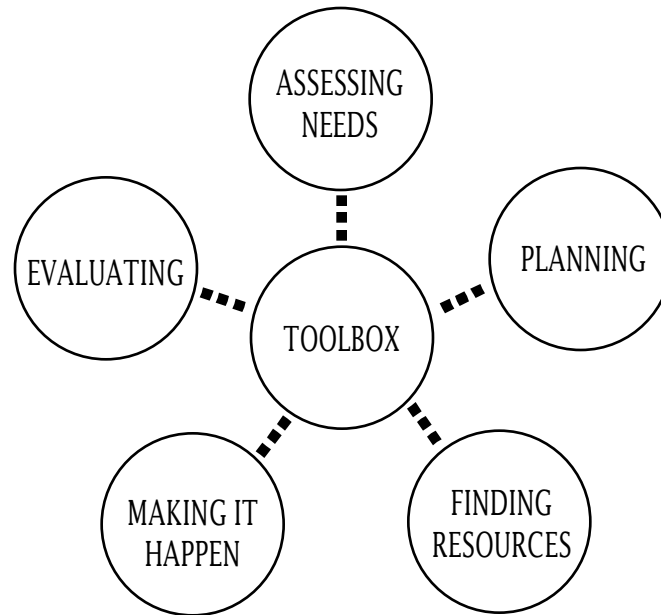 ASSESSING
NEEDS
PLANNING
EVALUATING
TOOLBOX
FINDING
RESOURCES
MAKING IT
HAPPEN